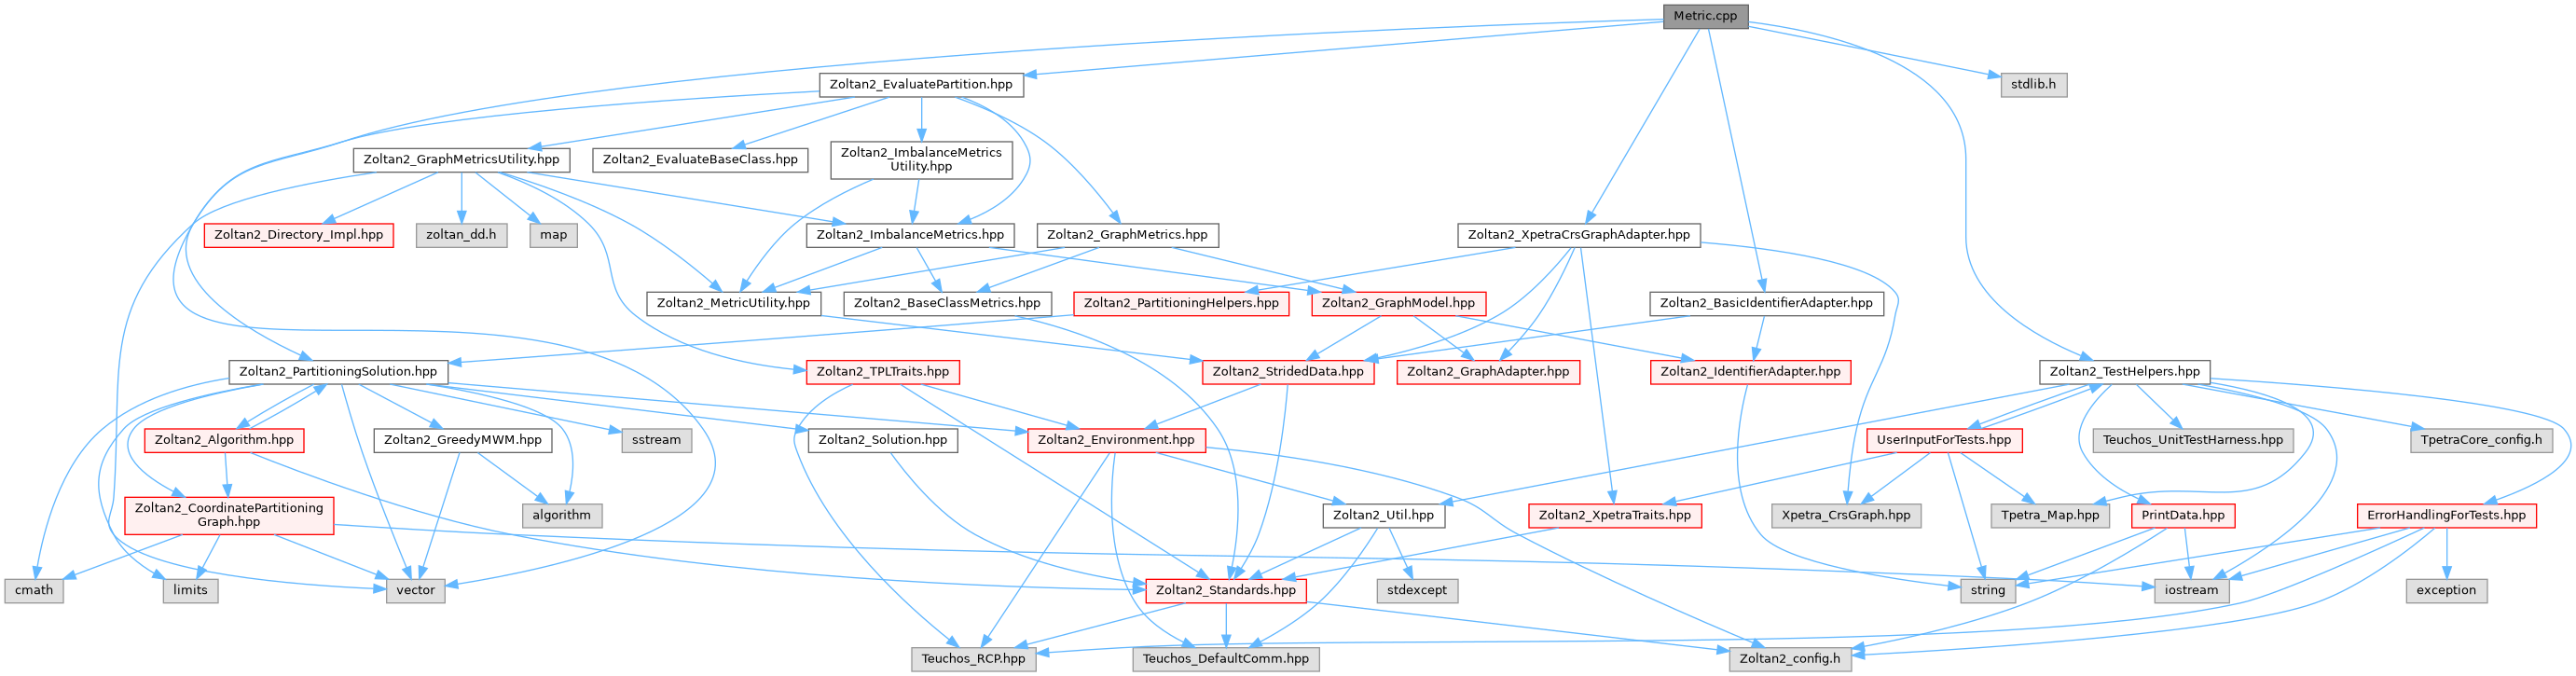 Metric.cpp
Zoltan2_EvaluatePartition.hpp
stdlib.h
Zoltan2_GraphMetricsUtility.hpp
Zoltan2_EvaluateBaseClass.hpp
Zoltan2_ImbalanceMetrics
Utility.hpp
Zoltan2_Directory_Impl.hpp
zoltan_dd.h
map
Zoltan2_ImbalanceMetrics.hpp
Zoltan2_GraphMetrics.hpp
Zoltan2_XpetraCrsGraphAdapter.hpp
Zoltan2_MetricUtility.hpp
Zoltan2_BaseClassMetrics.hpp
Zoltan2_PartitioningHelpers.hpp
Zoltan2_GraphModel.hpp
Zoltan2_BasicIdentifierAdapter.hpp
Zoltan2_PartitioningSolution.hpp
Zoltan2_TPLTraits.hpp
Zoltan2_StridedData.hpp
Zoltan2_GraphAdapter.hpp
Zoltan2_IdentifierAdapter.hpp
Zoltan2_TestHelpers.hpp
Zoltan2_Algorithm.hpp
Zoltan2_GreedyMWM.hpp
sstream
Zoltan2_Solution.hpp
Zoltan2_Environment.hpp
UserInputForTests.hpp
Teuchos_UnitTestHarness.hpp
TpetraCore_config.h
Zoltan2_CoordinatePartitioning
Graph.hpp
algorithm
Zoltan2_Util.hpp
Zoltan2_XpetraTraits.hpp
Xpetra_CrsGraph.hpp
Tpetra_Map.hpp
PrintData.hpp
ErrorHandlingForTests.hpp
cmath
limits
vector
Zoltan2_Standards.hpp
stdexcept
string
iostream
exception
Teuchos_RCP.hpp
Teuchos_DefaultComm.hpp
Zoltan2_config.h